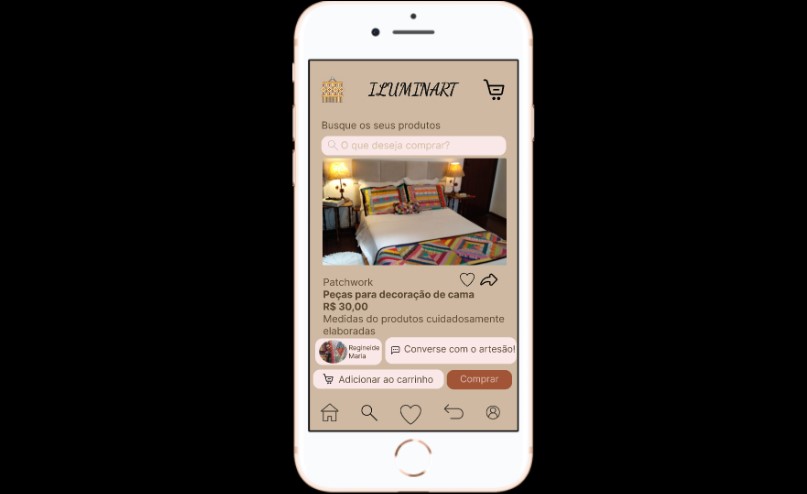 ILUMINART
Busque os seus produtos
O que deseja comprar?
Patchwork
Peças para decoração de cama
R$ 30,00
Medidas do produtos cuidadosamente
elaboradas
Regineide
Maria
Converse com o artesão!
Adicionar ao carrinho
Comprar